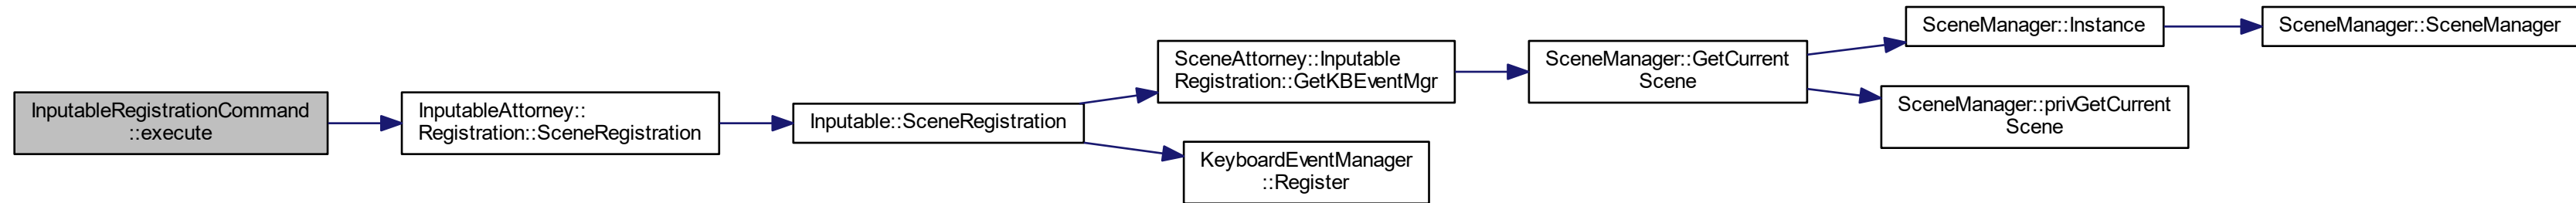 InputableRegistrationCommand
::execute
InputableAttorney::
Registration::SceneRegistration
Inputable::SceneRegistration
SceneAttorney::Inputable
Registration::GetKBEventMgr
KeyboardEventManager
::Register
SceneManager::GetCurrent
Scene
SceneManager::Instance
SceneManager::privGetCurrent
Scene
SceneManager::SceneManager